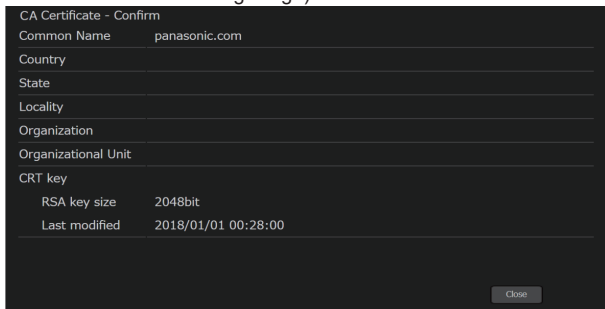 CA Certificate - Confirm
Common Name panasonic.com
Country
State
Locality
Organization
Organizational Unit
CRT key
RSA key size 2048bit
Last modified 2018/01/01 00:28:00
Close